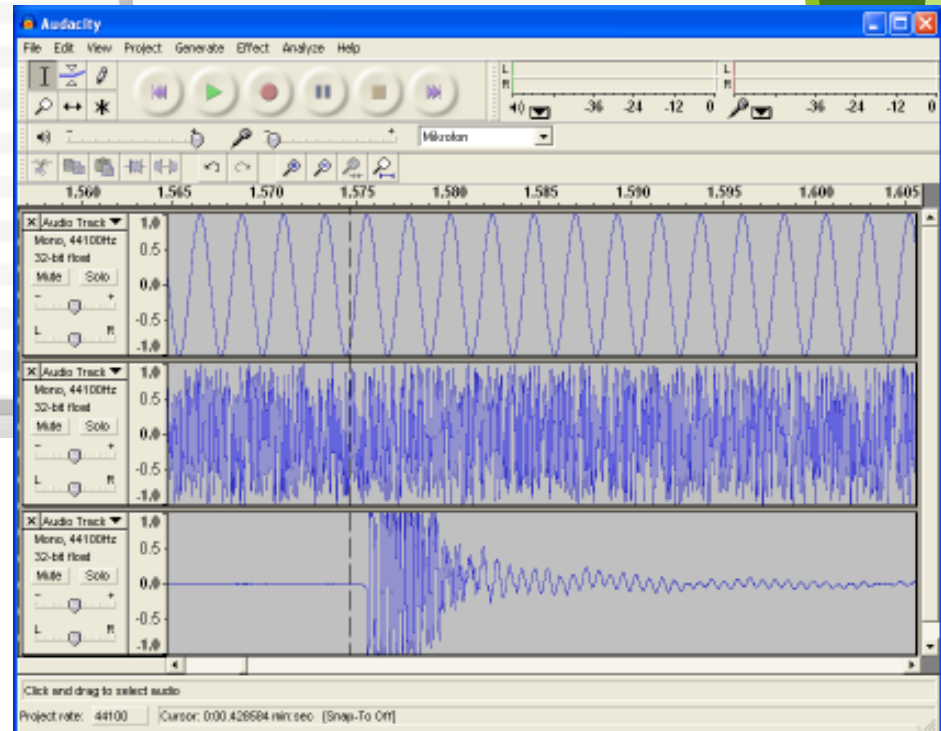 Audacity
File Edit View Project Generate Effect Analyze Help
L L
R R
-36 -24 -12 0 -36 -24 -12 0
- + - + Mikrofon
1.560 1.565 1.570 1.575 1.580 1.585 1.590 1.595 1.600 1.605
X Audio Track 1.0
Mono, 44100Hz
32-bit float 0.5
Mute Solo
- + 0.0
-0.5
L R
-1.0
X Audio Track 1.0
Mono, 44100Hz
32-bit float 0.5
Mute Solo
- + 0.0
-0.5
L R
-1.0
X Audio Track 1.0
Mono, 44100Hz
32-bit float 0.5
Mute Solo
- + 0.0
-0.5
L R
-1.0
Click and drag to select audio
Project rate: 44100 Cursor: 0:00.428584 min:sec [Snap-To Off]